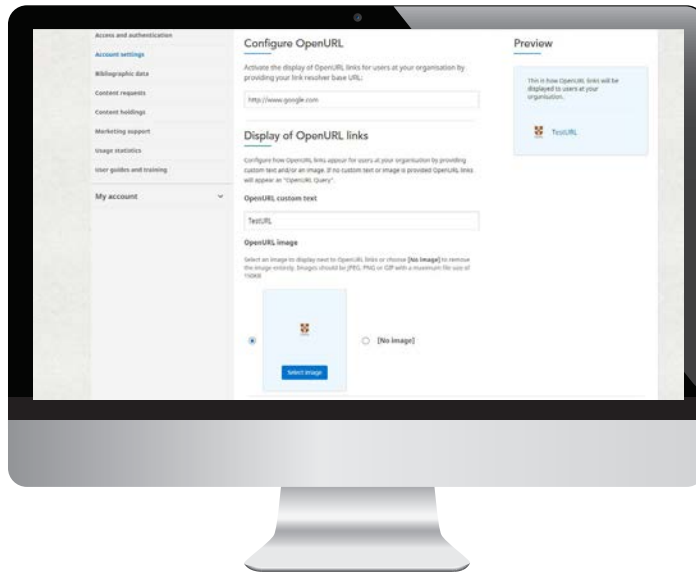 Access and authentication
Account settings
Bibliographic data
Content requests
Content holdings
Marketing support
Usage statistics
User guides and training
My account
Configure OpenURL
Activate the display of OpenURL links for users at your organisation by
providing your link resolver base URL:
http://www.google.com
Display of OpenURL links
Configure how OpenURL links appear for users at your organisation by providing
custom text and/or an image. If no custom text or image is provided OpenURL links
will appear as "OpenURL Query".
OpenURL custom text
TestURL
OpenURL image
Select an image to display next to OpenURL links or choose [No Image] to remove
the image entirely. Images should be JPEG, PNG or GIF with a maximum file size of
150KB
[No image]
Select image
Preview
This is how OpenURL links will be
displayed to users at your
organisation.
TestURL